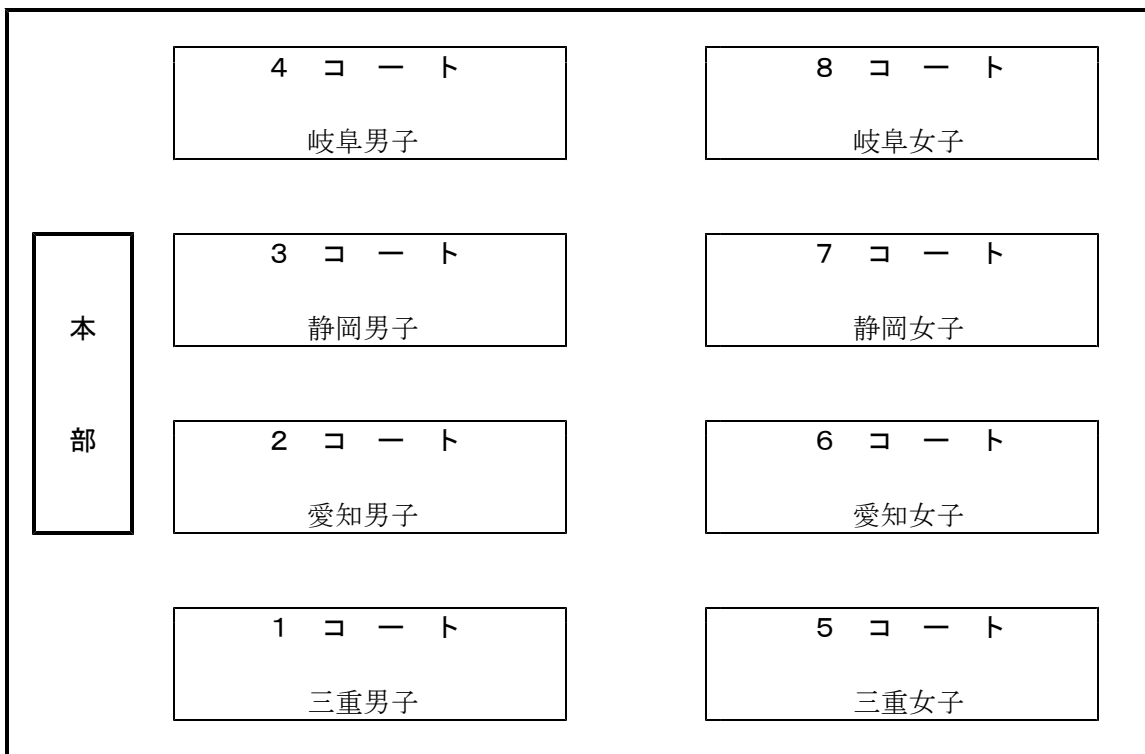 4 コート
岐阜男子
8 コート
岐阜女子
3 コート
静岡男子
7 コート
静岡女子
本部
2 コート
愛知男子
6 コート
愛知女子
1 コート
三重男子
5 コート
三重女子